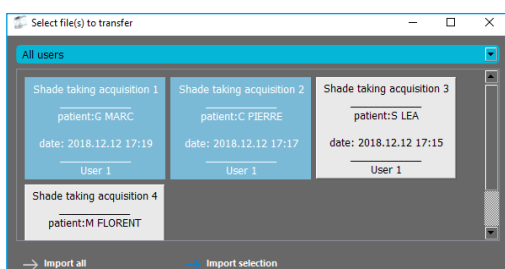 Select file(s) to transfer
All users
Shade taking acquisition 1
patient:G MARC
date: 2018.12.12 17:19
User 1
Shade taking acquisition 2
patient:C PIERRE
date: 2018.12.12 17:17
User 1
Shade taking acquisition 3
patient:S LEA
date: 2018.12.12 17:15
User 1
Shade taking acquisition 4
patient:M FLORENT
Import all
Import selection